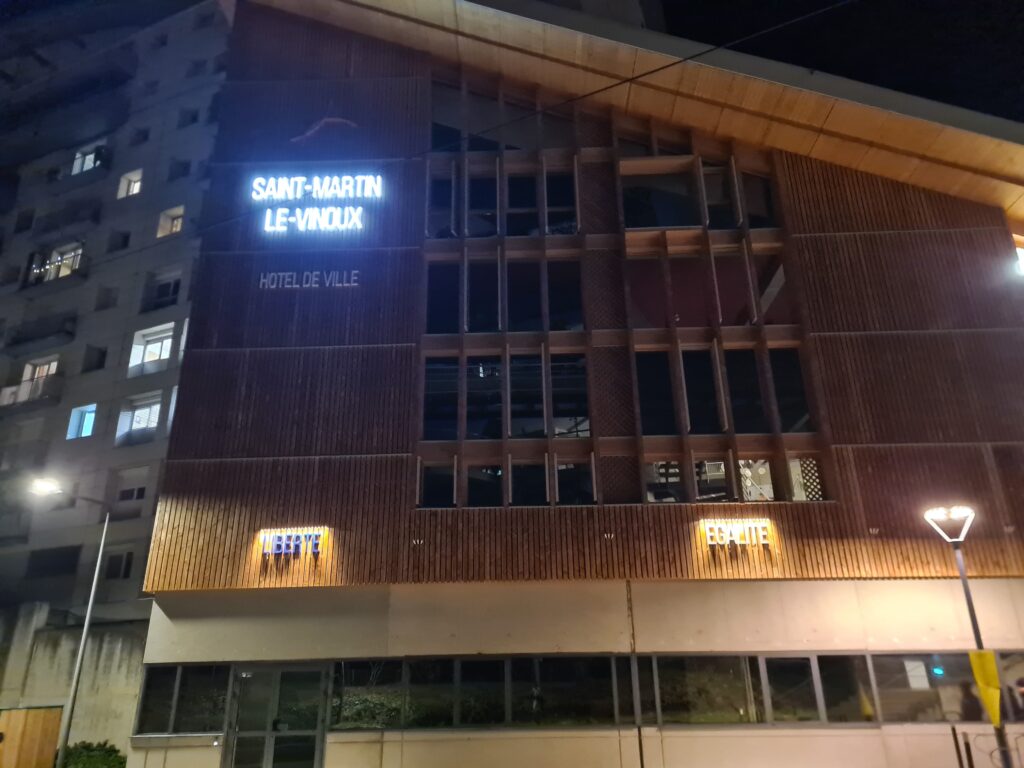 SAINT-MARTIN
LE-VINOUX
HOTEL DE VILLE
LIBERTE
EGALITE